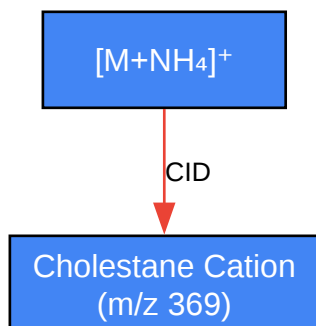 [M+NH₄]⁺
CID
Cholestane Cation
(m/z 369)